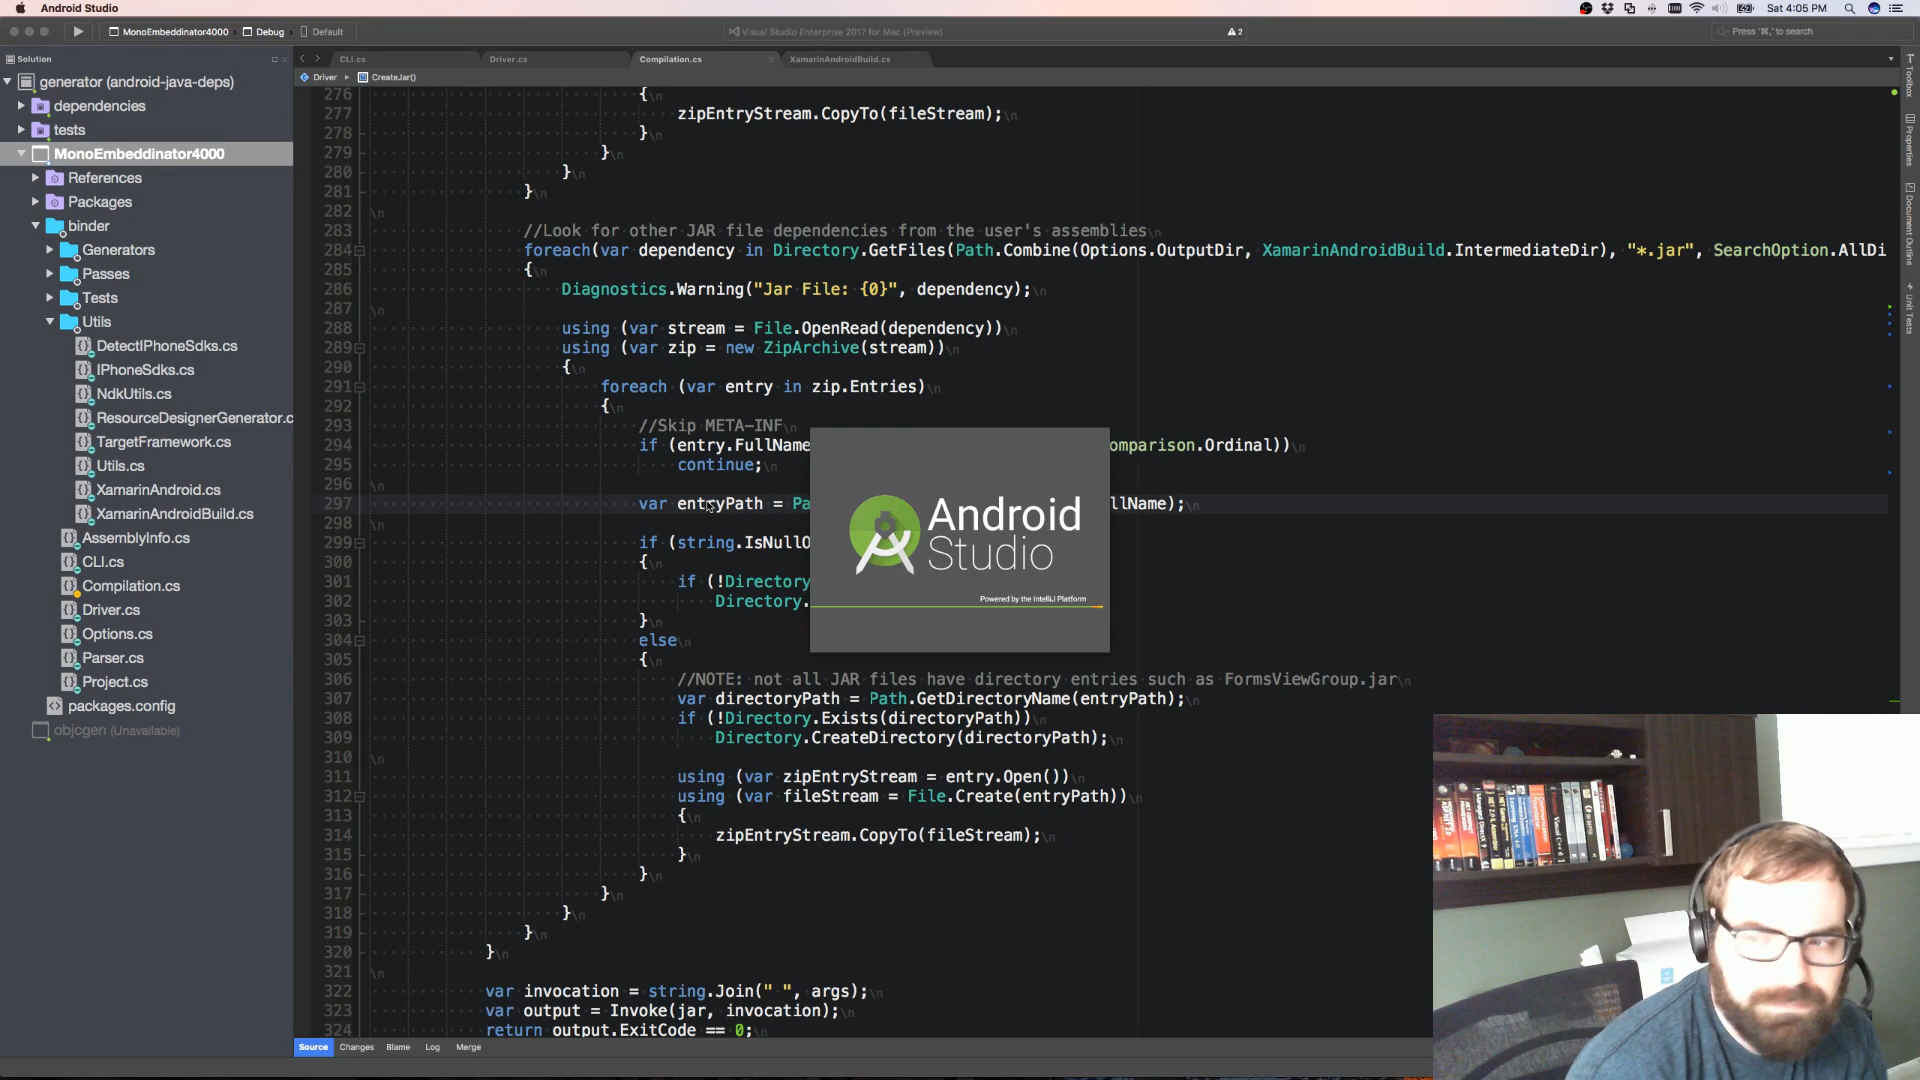 Android Studio
Sat 4:05 PM
MonoEmbeddinator4000
Debug
Default
Visual Studio Enterprise 2017 for Mac (Preview)
2
Press '⌘,' to search
Solution
CLI.cs
Driver.cs
Compilation.cs
XamarinAndroidBuild.cs
Driver
CreateJar()
generator (android-java-deps)
dependencies
tests
MonoEmbeddinator4000
References
Packages
binder
Generators
Passes
Tests
Utils
DetectIPhoneSdks.cs
IPhoneSdks.cs
NdkUtils.cs
ResourceDesignerGenerator.c
TargetFramework.cs
Utils.cs
XamarinAndroid.cs
XamarinAndroidBuild.cs
AssemblyInfo.cs
CLI.cs
Compilation.cs
Driver.cs
Options.cs
Parser.cs
Project.cs
packages.config
objcgen (Unavailable)
276 {\n
277 zipEntryStream.CopyTo(fileStream);\n
278 }\n
279 }\n
280 }\n
281 }\n
282 \n
283 //Look for other JAR file dependencies from the user's assemblies\n
284 foreach(var dependency in Directory.GetFiles(Path.Combine(Options.OutputDir, XamarinAndroidBuild.IntermediateDir), "*.jar", SearchOption.AllDi
285 {\n
286 Diagnostics.Warning("Jar File: {0}", dependency);\n
287 \n
288 using (var stream = File.OpenRead(dependency))\n
289 using (var zip = new ZipArchive(stream))\n
290 {\n
291 foreach (var entry in zip.Entries)\n
292 {\n
293 //Skip META-INF\n
294 if (entry.FullName omparison.Ordinal))\n
295 continue;\n
296 \n
297 var entryPath = Pa llName);\n
298 \n
299 if (string.IsNullO
300 {\n
301 if (!Directory
302 Directory.
303 }\n
304 else\n
305 {\n
306 //NOTE: not all JAR files have directory entries such as FormsViewGroup.jar\n
307 var directoryPath = Path.GetDirectoryName(entryPath);\n
308 if (!Directory.Exists(directoryPath))\n
309 Directory.CreateDirectory(directoryPath);\n
310 \n
311 using (var zipEntryStream = entry.Open())\n
312 using (var fileStream = File.Create(entryPath))\n
313 {\n
314 zipEntryStream.CopyTo(fileStream);\n
315 }\n
316 }\n
317 }\n
318 }\n
319 }\n
320 }\n
321 \n
322 var invocation = string.Join(" ", args);\n
323 var output = Invoke(jar, invocation);\n
324 return output.ExitCode == 0;\n
Android
Studio
Powered by the IntelliJ Platform
Source
Changes
Blame
Log
Merge
Toolbox
Properties
Document Outline
Unit Tests